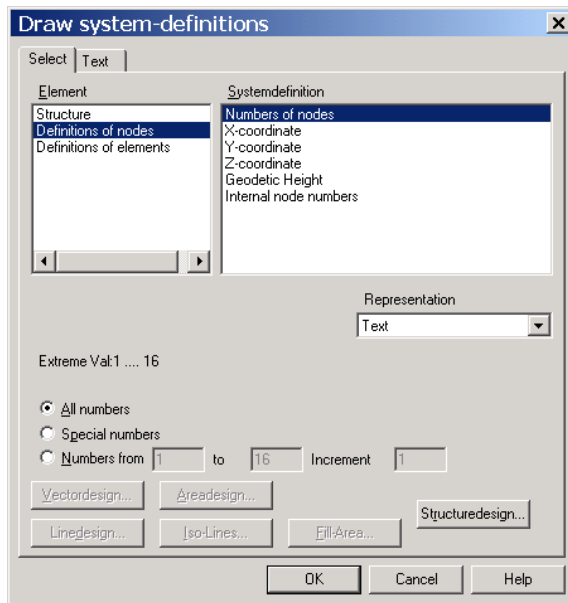 Draw system-definitions
Select Text
Element Systemdefinition
Structure Numbers of nodes
Definitions of nodes X-coordinate
Definitions of elements Y-coordinate
Z-coordinate
Geodetic Height
Internal node numbers
Representation
Text
Extreme Val:1 .... 16
All numbers
Special numbers
Numbers from 1 to 16 Increment 1
Vectordesign... Areadesign...
Structuredesign...
Linedesign... Iso-Lines... Fill-Area...
OK Cancel Help